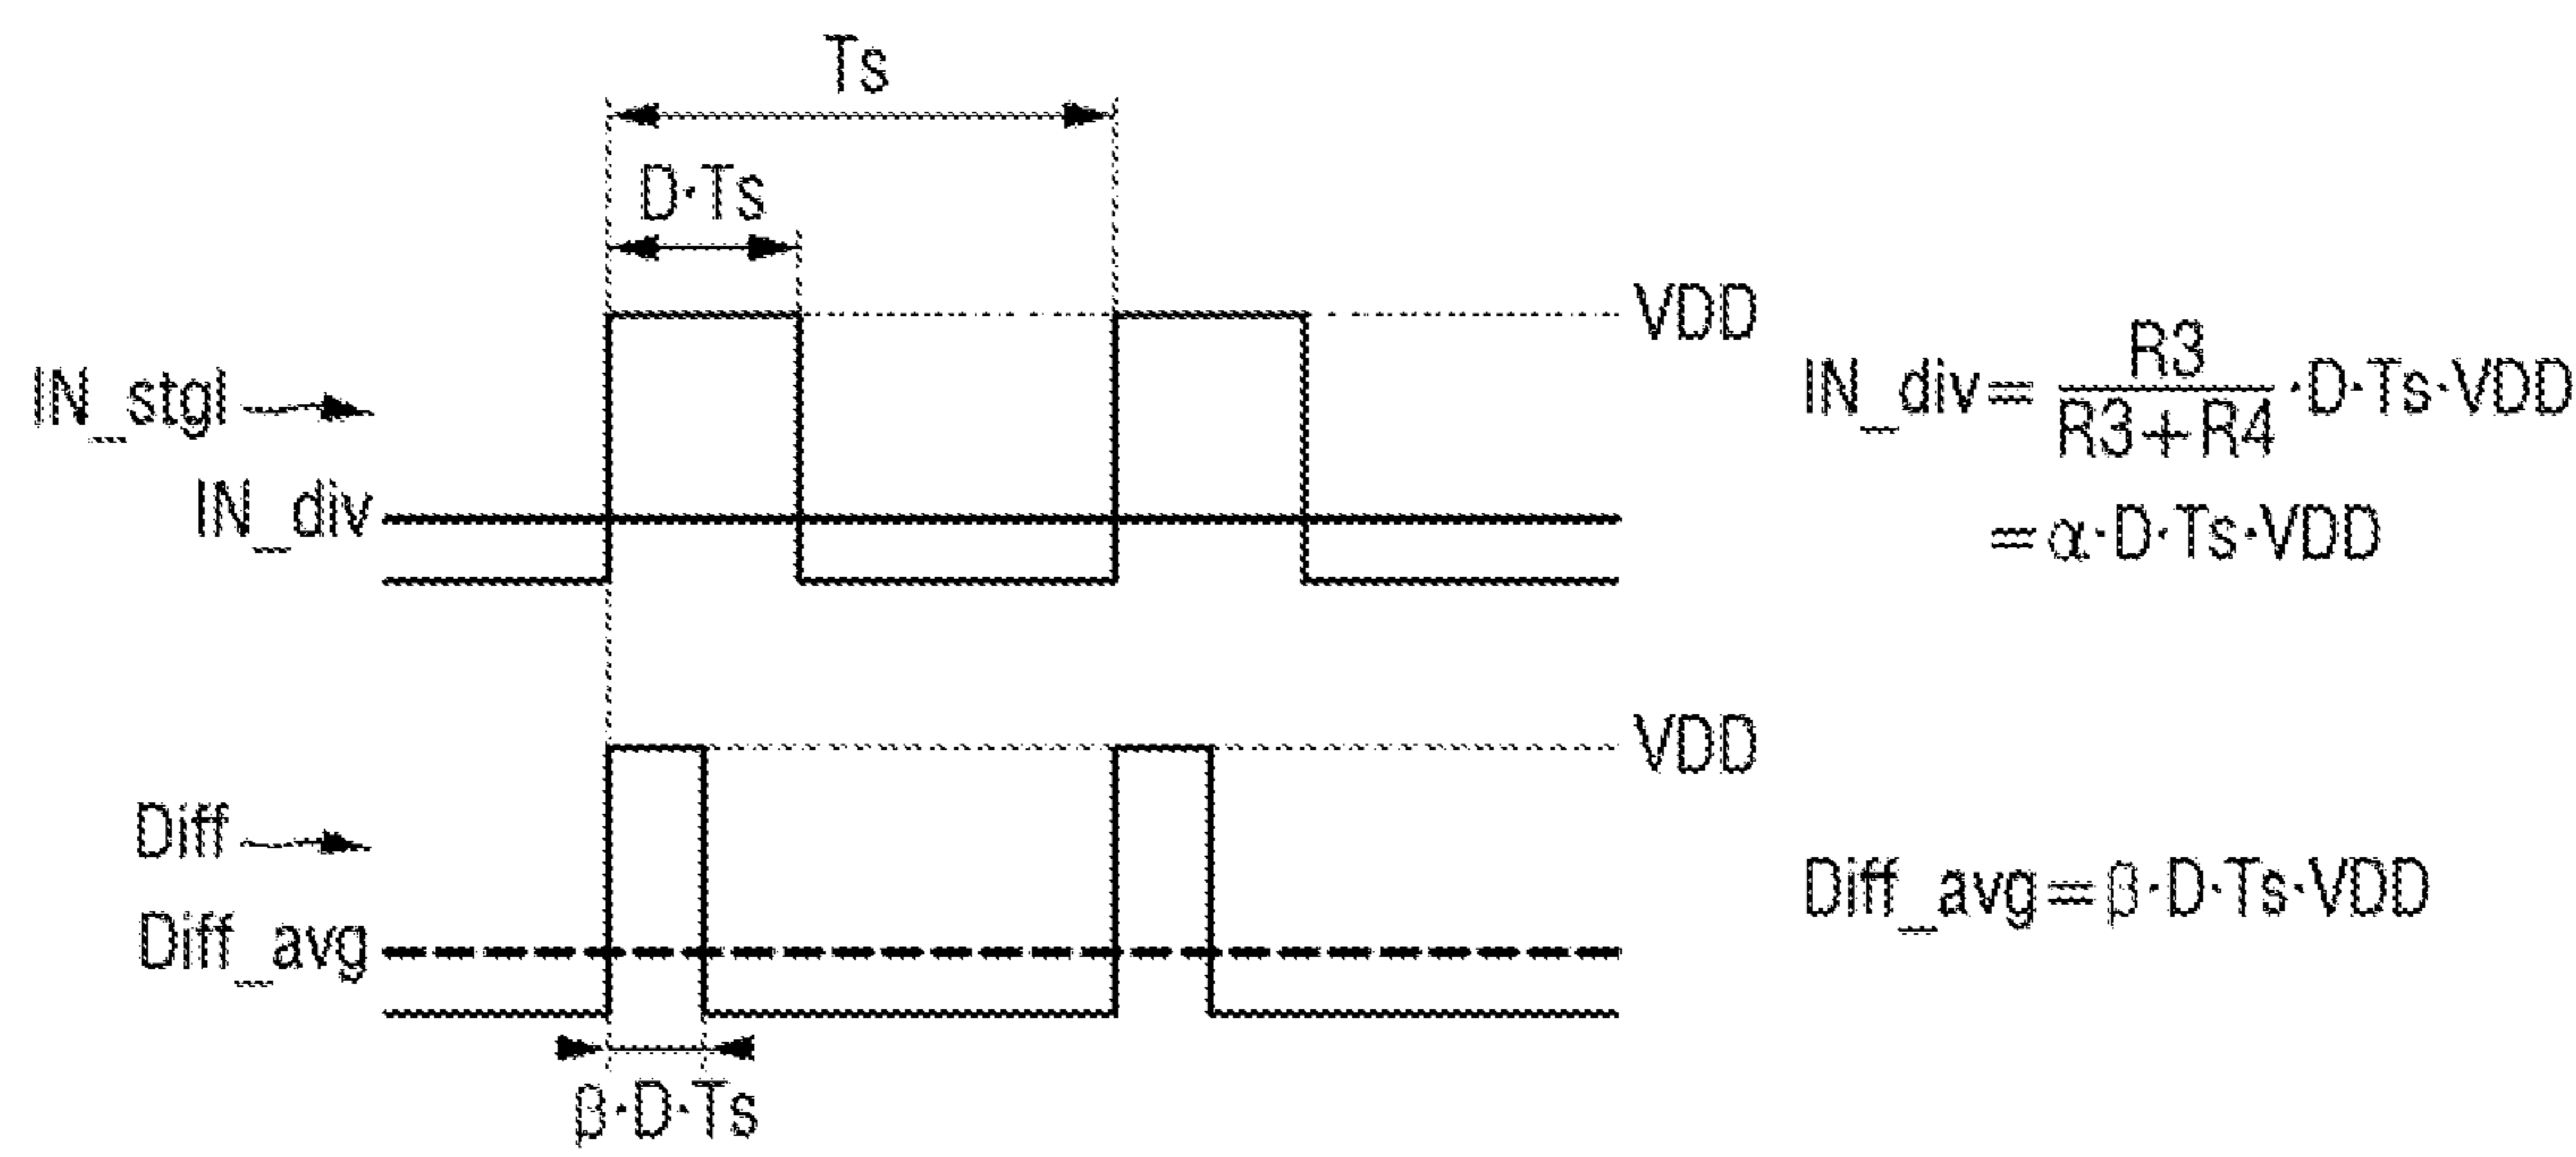 Ts
D·Ts
VDD
IN_stgl
IN_div
IN_div= R3/R3+R4 ·D·Ts·VDD
=α·D·Ts·VDD
VDD
Diff
Diff_avg
Diff_avg=β·D·Ts·VDD
β·D·Ts